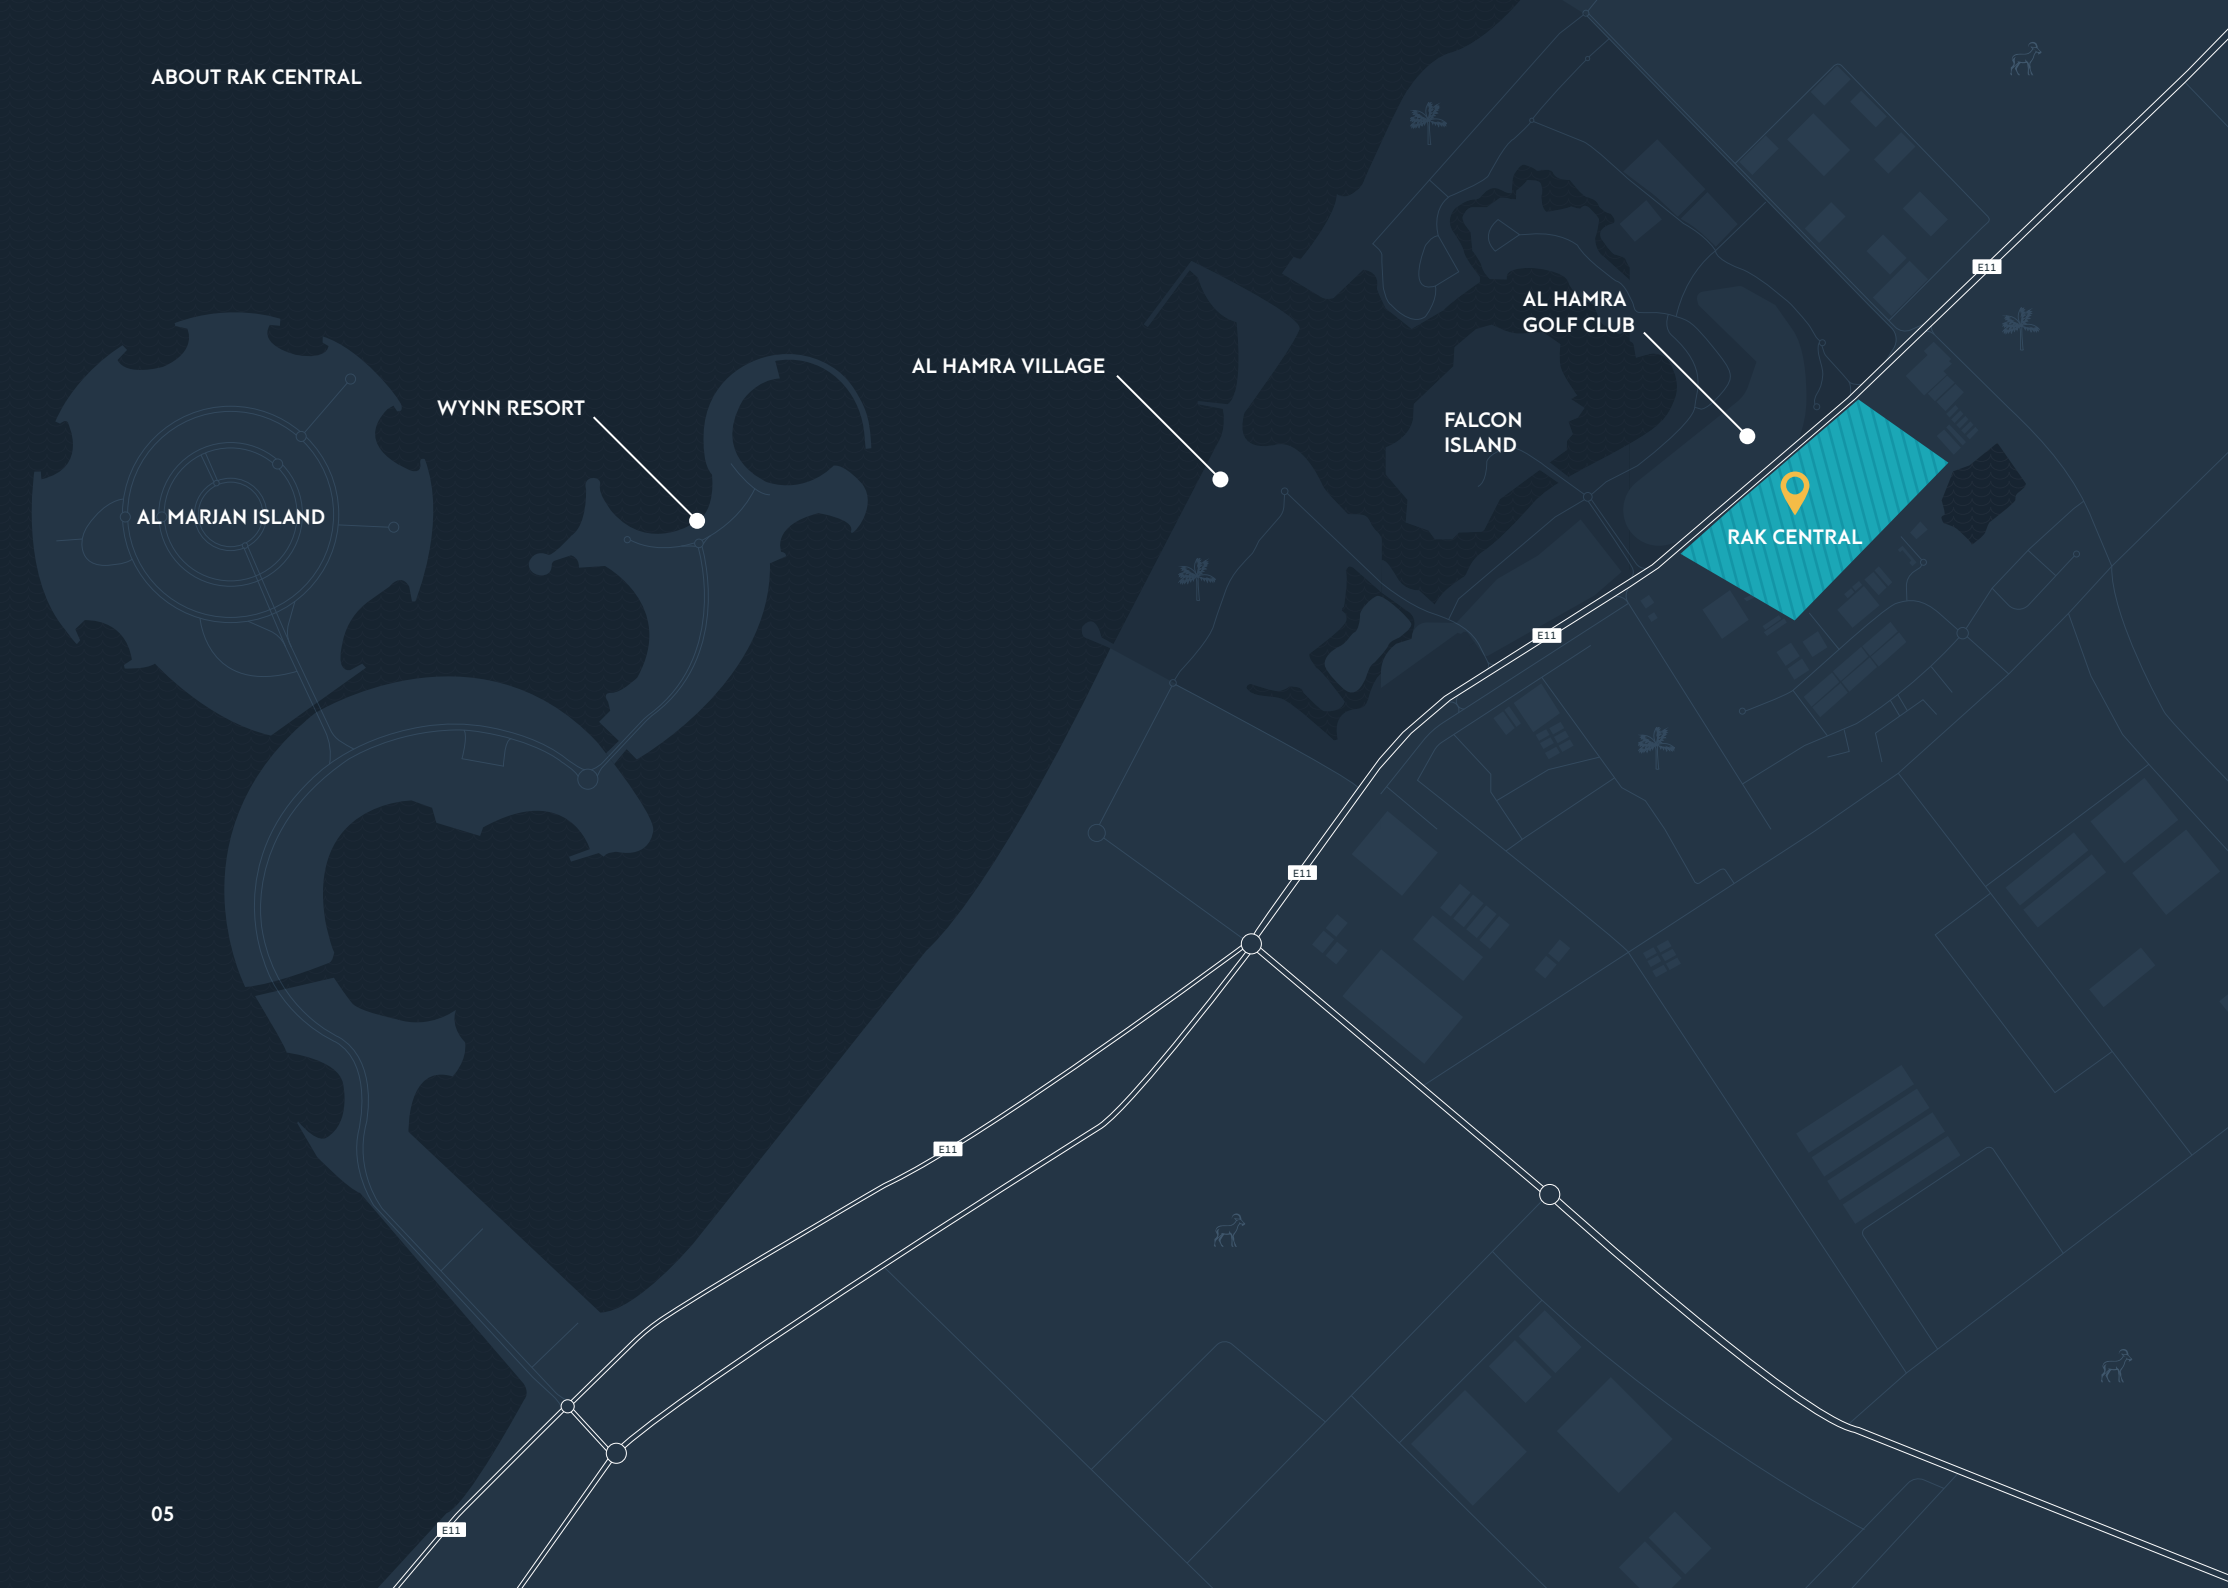 ABOUT RAK CENTRAL
E11
AL HAMRA
GOLF CLUB
AL HAMRA VILLAGE
WYNN RESORT
FALCON
ISLAND
AL MARJAN ISLAND
RAK CENTRAL
E11
E11
E11
05
E11